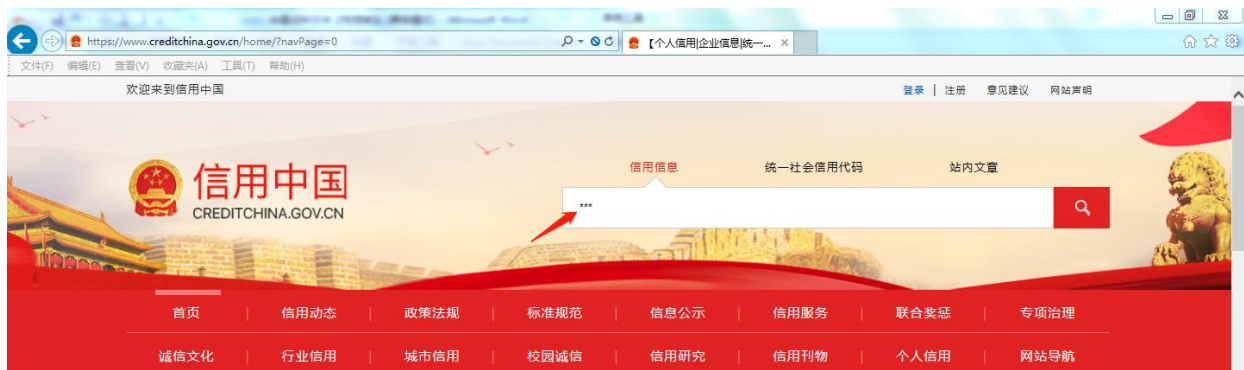 https://www.creditchina.gov.cn/home/?navPage=0
【个人信用|企业信息|统一... ×
文件(F) 编辑(E) 查看(V) 收藏夹(A) 工具(T) 帮助(H)
欢迎来到信用中国
登录 | 注册 意见建议 网站声明
信用信息 统一社会信用代码 站内文章
信用中国
CREDITCHINA.GOV.CN
***
首页 | 信用动态 | 政策法规 | 标准规范 | 信息公示 | 信用服务 | 联合奖惩 | 专项治理
诚信文化 | 行业信用 | 城市信用 | 校园诚信 | 信用研究 | 信用刊物 | 个人信用 | 网站导航